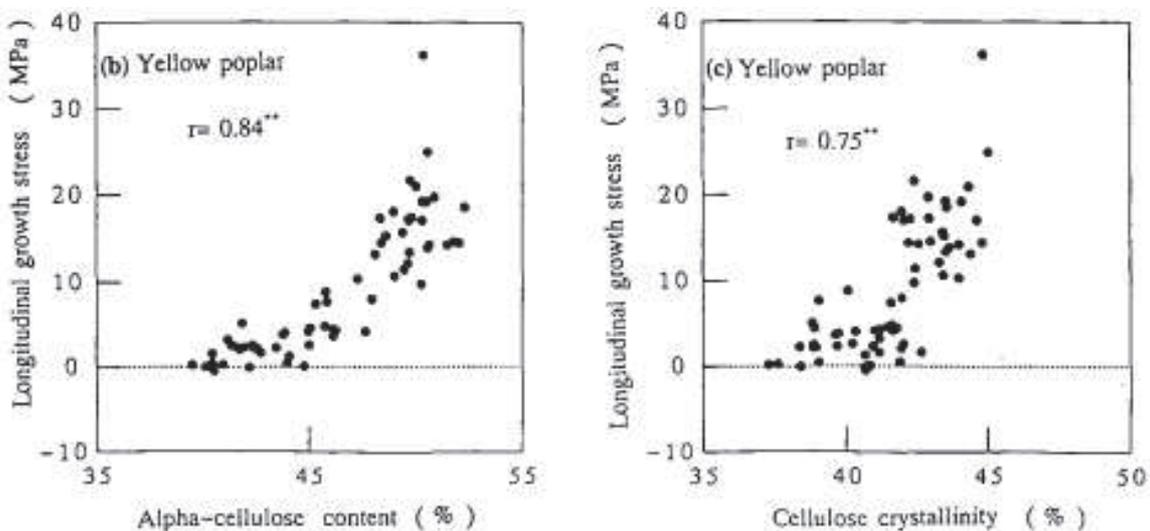 40
30
20
10
0
-10
35
45
55
Longitudinal growth stress (MPa)
(b) Yellow poplar
r= 0.84**
Alpha-cellulose content (%)
40
30
20
10
0
-10
35
40
45
50
Longitudinal growth stress (MPa)
(c) Yellow poplar
r= 0.75**
Cellulose crystallinity (%)